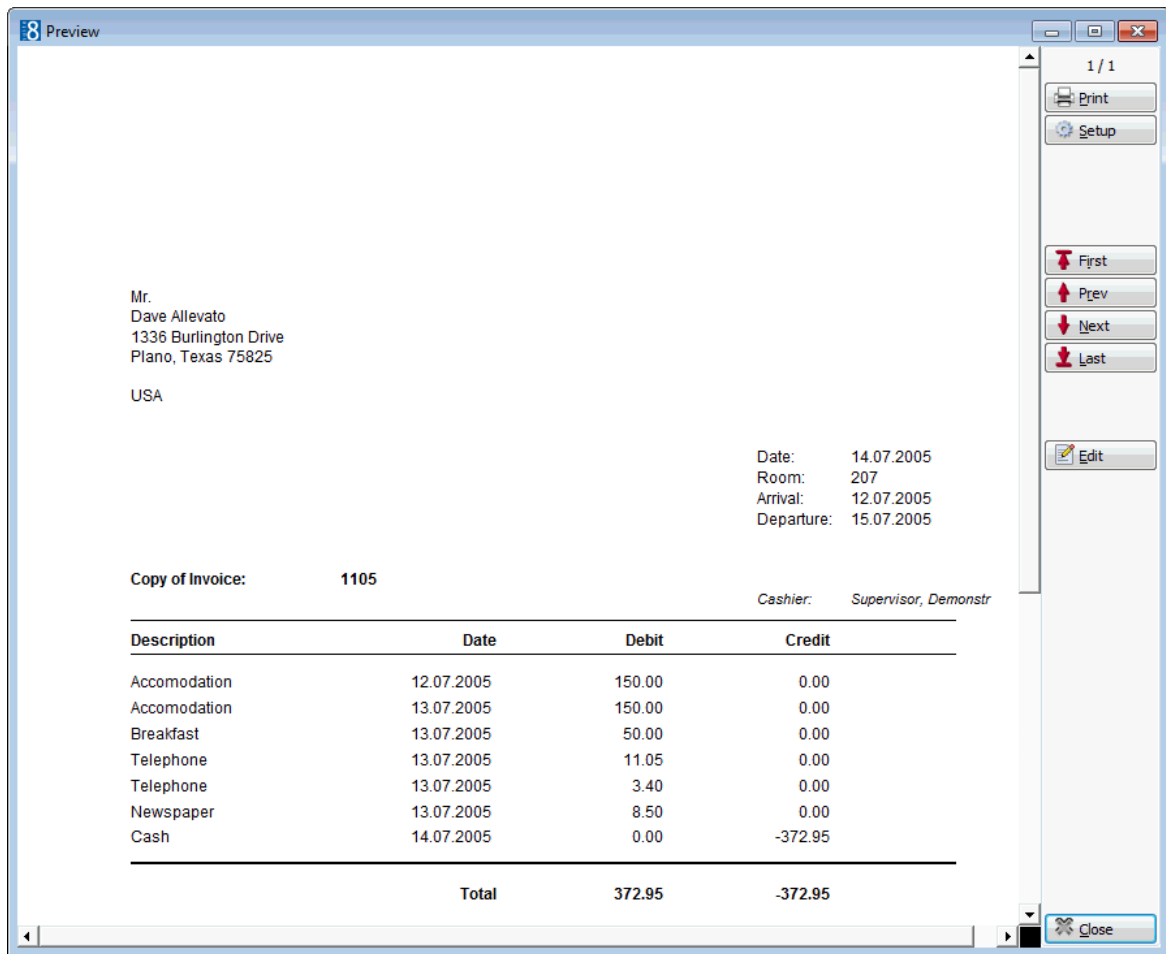 8 Preview
1 / 1
Print
Setup
First
Prev
Next
Last
Edit
Close
Mr.
Dave Allevato
1336 Burlington Drive
Plano, Texas 75825
USA
Date: 14.07.2005
Room: 207
Arrival: 12.07.2005
Departure: 15.07.2005
Copy of Invoice: 1105
Cashier: Supervisor, Demonstr
Description Date Debit Credit
Accomodation 12.07.2005 150.00 0.00
Accomodation 13.07.2005 150.00 0.00
Breakfast 13.07.2005 50.00 0.00
Telephone 13.07.2005 11.05 0.00
Telephone 13.07.2005 3.40 0.00
Newspaper 13.07.2005 8.50 0.00
Cash 14.07.2005 0.00 -372.95
Total 372.95 -372.95